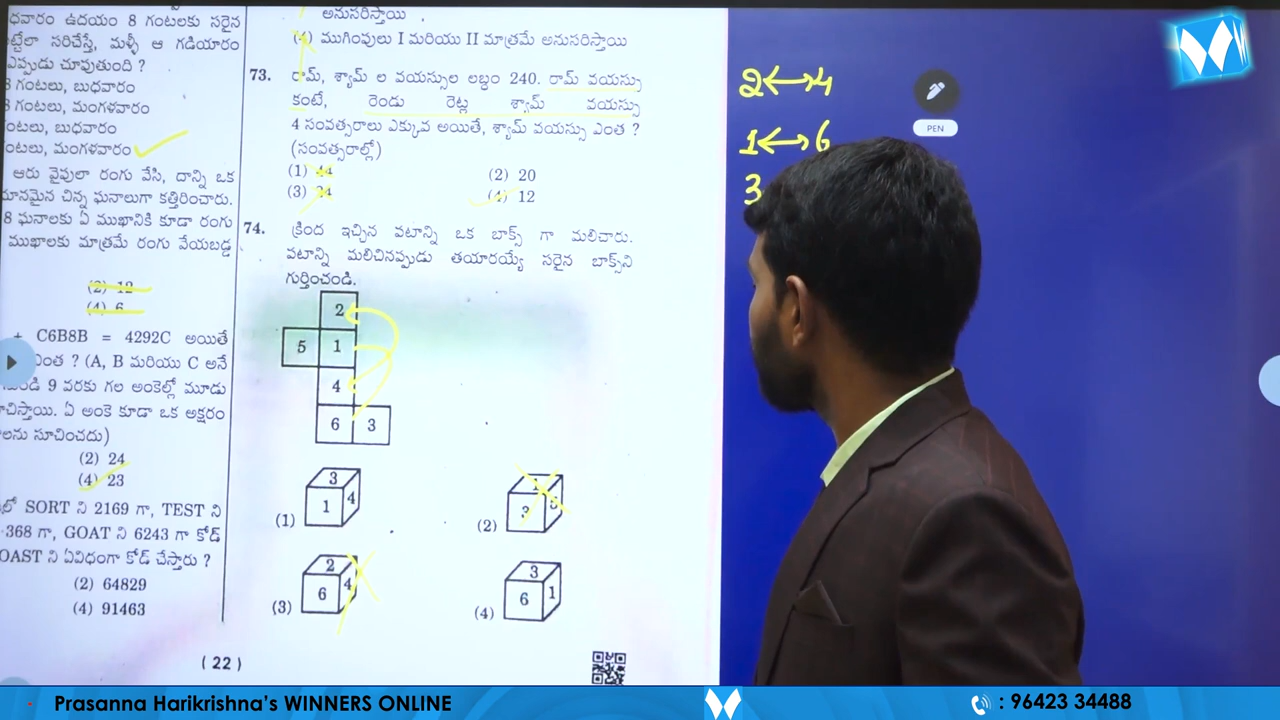 ధవారం ఉదయం 8 గంటలకు సరైన
ట్టేలా సరిచేస్తే, మళ్ళీ ఆ గడియారం
ఎప్పుడు చూపుతుంది ?
8 గంటలు, బుధవారం
8 గంటలు, మంగళవారం
ంటలు, బుధవారం
ంటలు, మంగళవారం
ఆరు వైపులా రంగు వేసి, దాన్ని ఒక
మానమైన చిన్న ఘనాలుగా కత్తిరించారు.
8 ఘనాలకు ఏ ముఖానికి కూడా రంగు
ముఖాలకు మాత్రమే రంగు వేయబడ్డ
(2) 12
(4) 6
+ C6B8B = 4292C అయితే
ఎంత ? (A, B మరియు C అనే
నుండి 9 వరకు గల అంకెల్లో మూడు
చిస్తాయి. ఏ అంకె కూడా ఒక అక్షరం
లను సూచించదు)
(2) 24
(4) 23
లో SORT ని 2169 గా, TEST ని
368 గా, GOAT ని 6243 గా కోడ్
OAST ని ఏవిధంగా కోడ్ చేస్తారు ?
(2) 64829
(4) 91463
అనుసరిస్తాయి
(4) ముగింపులు I మరియు II మాత్రమే అనుసరిస్తాయి
73. రామ్, శ్యామ్ ల వయస్సుల లబ్ధం 240. రామ్ వయస్సు
కంటే, రెండు రెట్ల శ్యామ్ వయస్సు
4 సంవత్సరాలు ఎక్కువ అయితే, శ్యామ్ వయస్సు ఎంత ?
(సంవత్సరాల్లో)
(1) 44 (2) 20
(3) 24 (4) 12
74. క్రింద ఇచ్చిన వటాన్ని ఒక బాక్స్ గా మలిచారు.
వటాన్ని మలిచినప్పుడు తయారయ్యే సరైన బాక్స్‌ని
గుర్తించండి.
2
5 1
4
6 3
(1) 3 1 4
(2) 3
(3) 2 6 4
(4) 3 6 1
( 22 )
2⟷4
1⟷6
3
PEN
Prasanna Harikrishna's WINNERS ONLINE
: 96423 34488